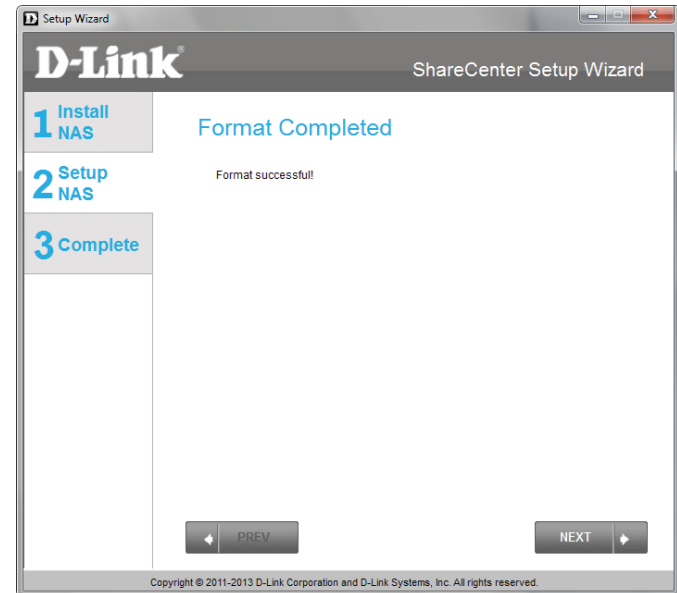 Setup Wizard
D-Link®
ShareCenter Setup Wizard
1 Install
NAS
Format Completed
Format successful!
2 Setup
NAS
3 Complete
PREV
NEXT
Copyright © 2011-2013 D-Link Corporation and D-Link Systems, Inc. All rights reserved.